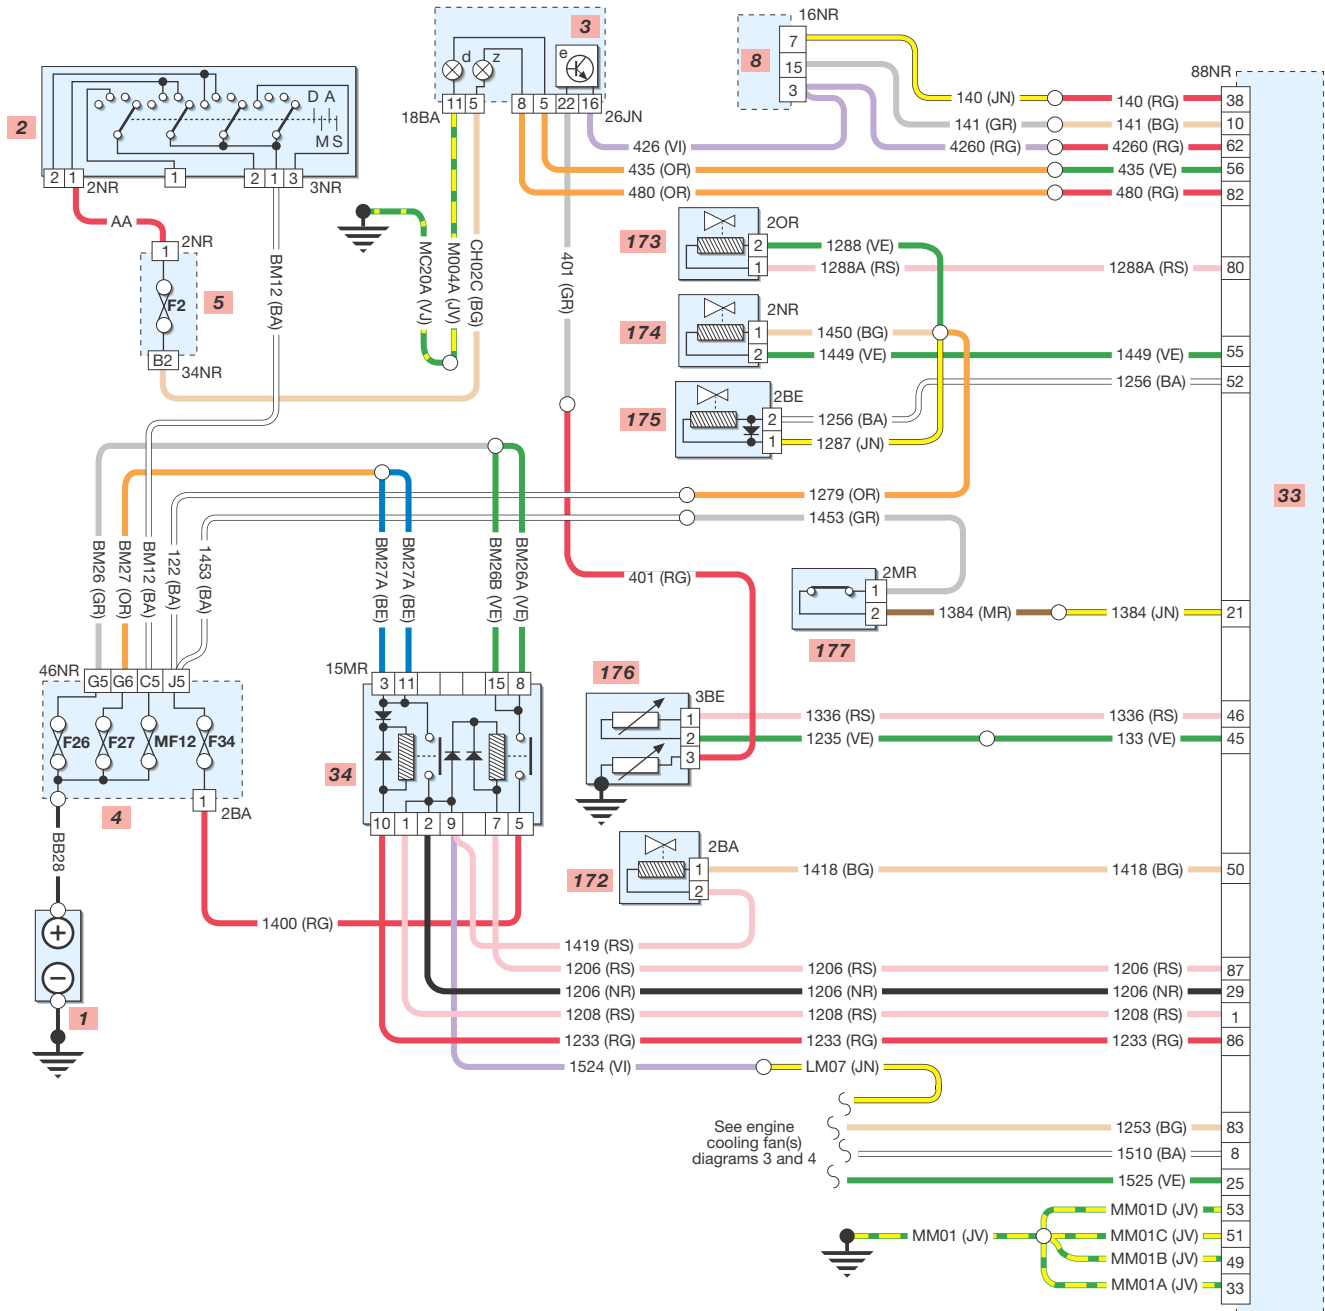 3
16NR
7
8
15
3
88NR
e
d
z
D A
M S
2
2 1
2NR
1
2 1 3
3NR
11 5
18BA
8 5 22 16
26JN
140 (JN)
140 (RG)
38
141 (GR)
141 (BG)
10
426 (VI)
4260 (RG)
4260 (RG)
62
435 (OR)
435 (VE)
56
480 (OR)
480 (RG)
82
AA
2NR
1
F2
5
B2
34NR
BM12 (BA)
MC20A (VJ)
M004A (JV)
CH02C (BG)
401 (GR)
173
2OR
2
1
1288 (VE)
1288A (RS)
1288A (RS)
80
174
2NR
1
2
1450 (BG)
1449 (VE)
1449 (VE)
55
175
2BE
2
1
1256 (BA)
1256 (BA)
52
1287 (JN)
1279 (OR)
1453 (GR)
33
BM26 (GR)
BM27 (OR)
BM12 (BA)
122 (BA)
1453 (BA)
BM27A (BE)
BM27A (BE)
BM26B (VE)
BM26A (VE)
401 (RG)
2MR
1
2
177
1384 (MR)
1384 (JN)
21
46NR
G5 G6 C5 J5
F26
F27
MF12
F34
4
1
2BA
BB28
+
−
1
15MR
3 11 15 8
34
10 1 2 9 7 5
176
3BE
1
2
3
1336 (RS)
1336 (RS)
46
1235 (VE)
133 (VE)
45
172
2BA
1
2
1418 (BG)
1418 (BG)
50
1400 (RG)
1419 (RS)
1206 (RS)
1206 (RS)
1206 (RS)
87
1206 (NR)
1206 (NR)
1206 (NR)
29
1208 (RS)
1208 (RS)
1208 (RS)
1
1233 (RG)
1233 (RG)
1233 (RG)
86
1524 (VI)
LM07 (JN)
See engine
cooling fan(s)
diagrams 3 and 4
1253 (BG)
83
1510 (BA)
8
1525 (VE)
25
MM01D (JV)
53
MM01 (JV)
MM01C (JV)
51
MM01B (JV)
49
MM01A (JV)
33